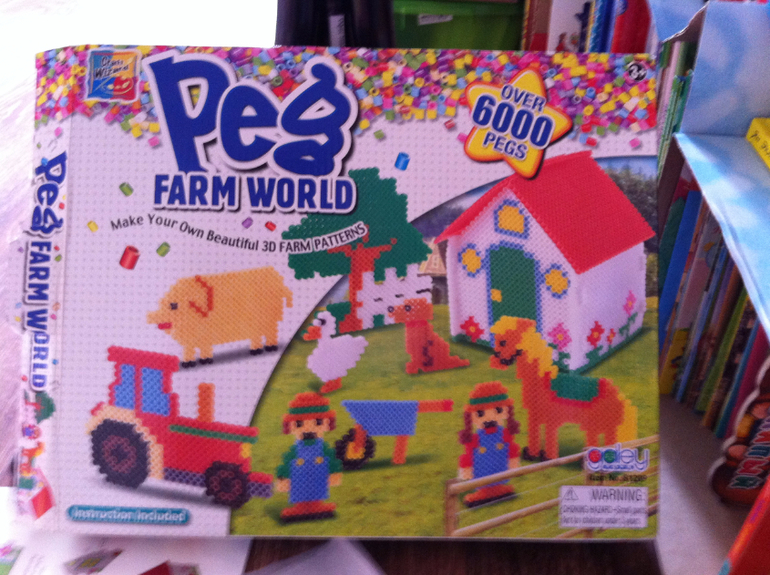 Peg
FARM WORLD
Make Your Own Beautiful 3D FARM PATTERNS
OVER
6000
PEGS
3+
Peg FARM WORLD
Instruction Included!
WARNING